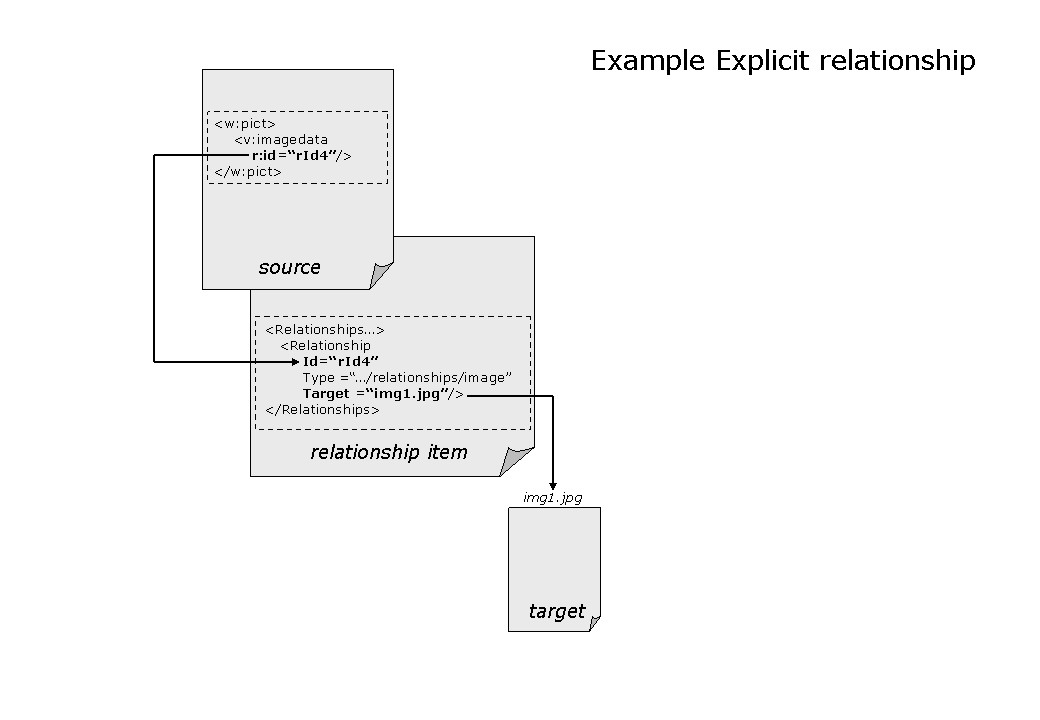 Example Explicit relationship
<w:pict>
<v:imagedata
r:id=“rId4”/>
</w:pict>
source
<Relationships...>
<Relationship
Id=“rId4”
Type =“.../relationships/image”
Target =“img1.jpg”/>
</Relationships>
relationship item
img1.jpg
target